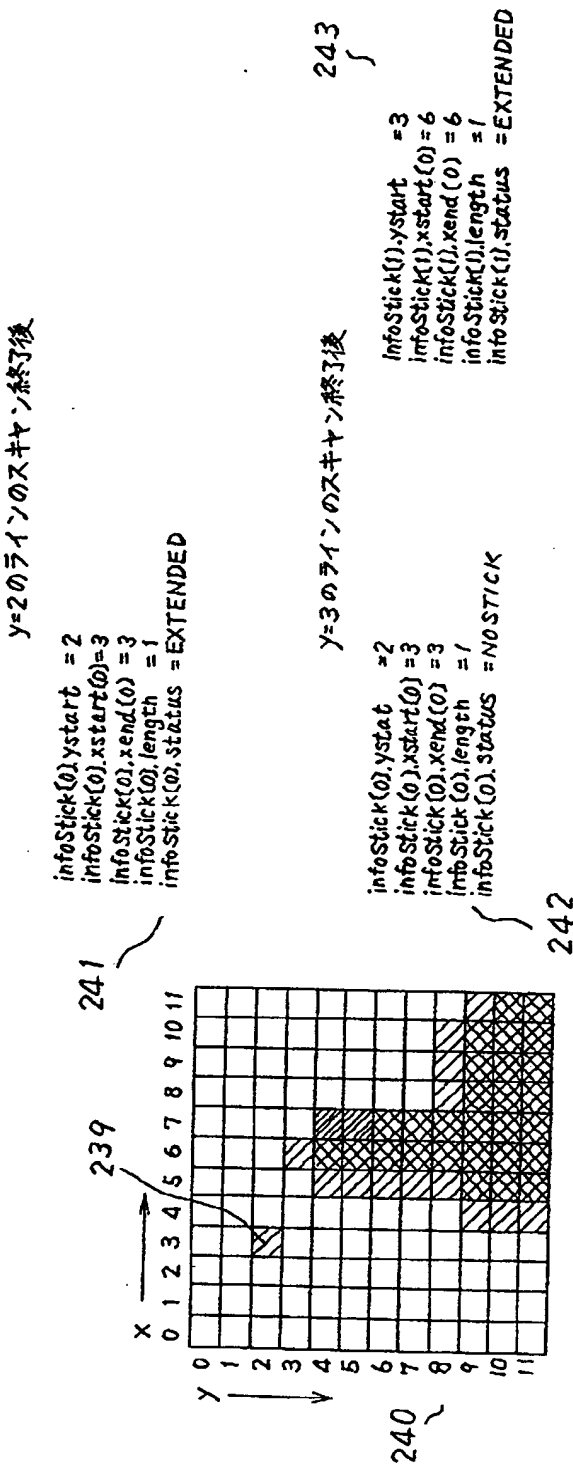 239
241
X →
0 1 2 3 4 5 6 7 8 9 10 11
y
0
1
2
3
4
5
6
7
8
9
10
11
240
y=2のラインのスキャン終了後
infoStick(0).ystart =2
infoStick(0).xstart(0)=3
infoStick(0).xend(0) =3
infoStick(0).length =1
infoStick(0).status =EXTENDED
y=3のラインのスキャン終了後
infoStick(0).ystat =2
infoStick(0).xstart(0)=3
infoStick(0).xend(0) =3
infoStick(0).length =1
infoStick(0).status =NOSTICK
242
243
infoStick(1).ystart =3
infoStick(1).xstart(0)=6
infoStick(1).xend(0) =6
infoStick(1).length =1
infoStick(1).status =EXTENDED